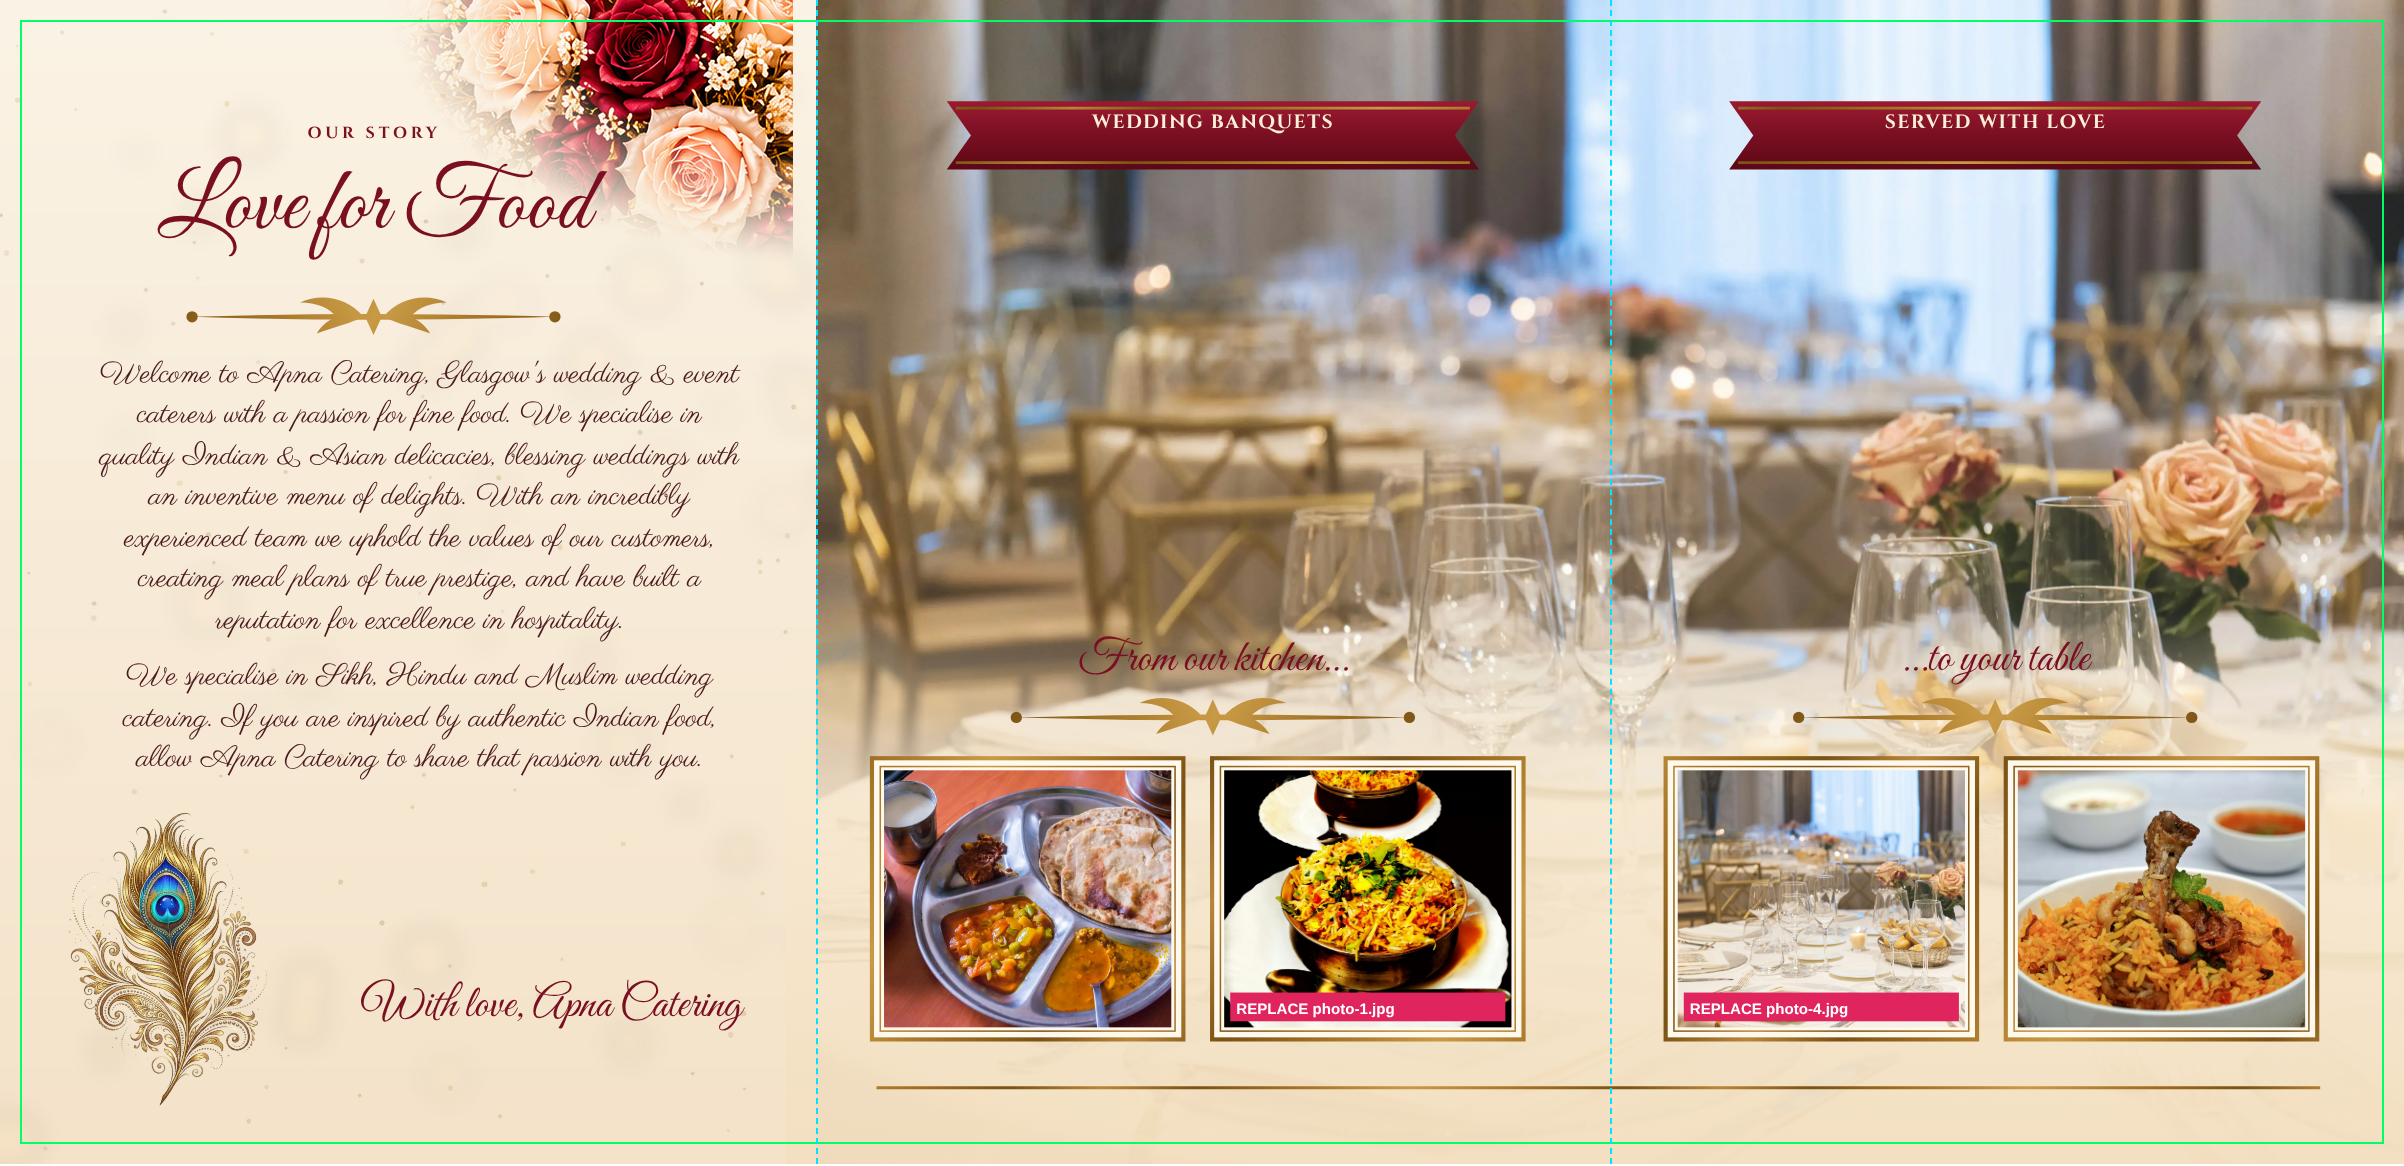 OUR STORY
Love for Food
Welcome to Apna Catering, Glasgow's wedding & event
caterers with a passion for fine food. We specialise in
quality Indian & Asian delicacies, blessing weddings with
an inventive menu of delights. With an incredibly
experienced team we uphold the values of our customers,
creating meal plans of true prestige, and have built a
reputation for excellence in hospitality.
We specialise in Sikh, Hindu and Muslim wedding
catering. If you are inspired by authentic Indian food,
allow Apna Catering to share that passion with you.
With love, Apna Catering
WEDDING BANQUETS
From our kitchen...
REPLACE photo-1.jpg
SERVED WITH LOVE
...to your table
REPLACE photo-4.jpg